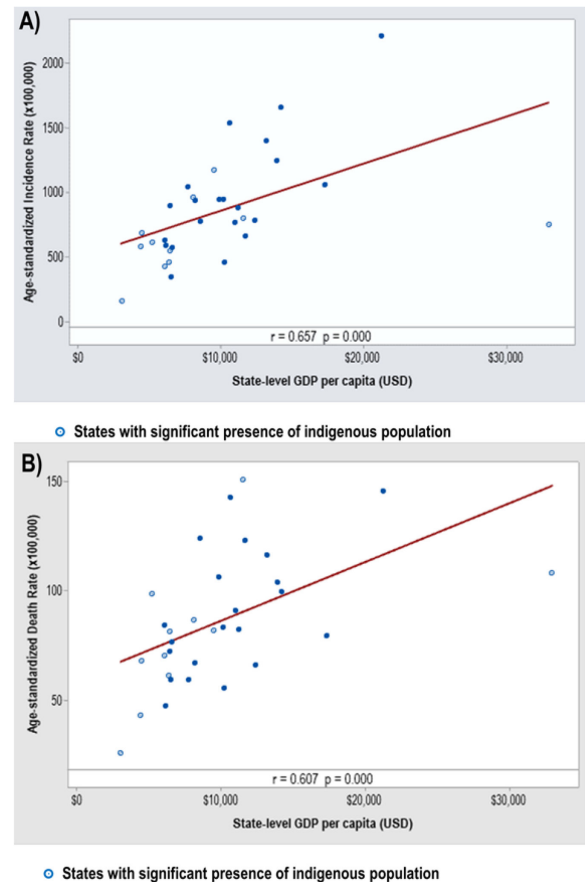 A)
Age-standardized Incidence Rate (x100,000)
2000
1500
1000
500
0
r = 0.657 p = 0.000
$0 $10,000 $20,000 $30,000
State-level GDP per capita (USD)
States with significant presence of indigenous population
B)
Age-standardized Death Rate (x100,000)
150
100
50
r = 0.607 p = 0.000
$0 $10,000 $20,000 $30,000
State-level GDP per capita (USD)
States with significant presence of indigenous population